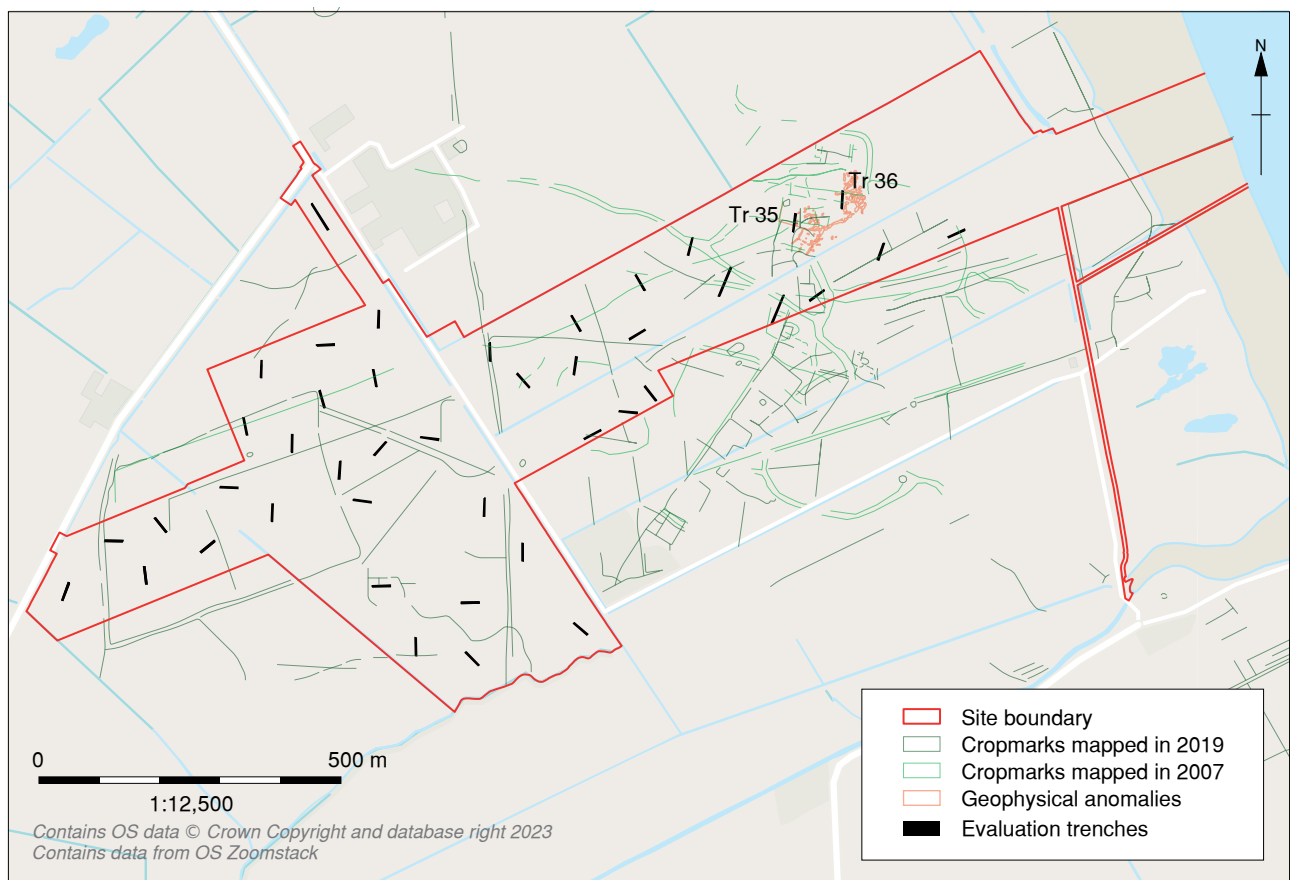 N
Tr 36
Tr 35
Site boundary
Cropmarks mapped in 2019
Cropmarks mapped in 2007
Geophysical anomalies
Evaluation trenches
0 500 m
1:12,500
Contains OS data © Crown Copyright and database right 2023
Contains data from OS Zoomstack